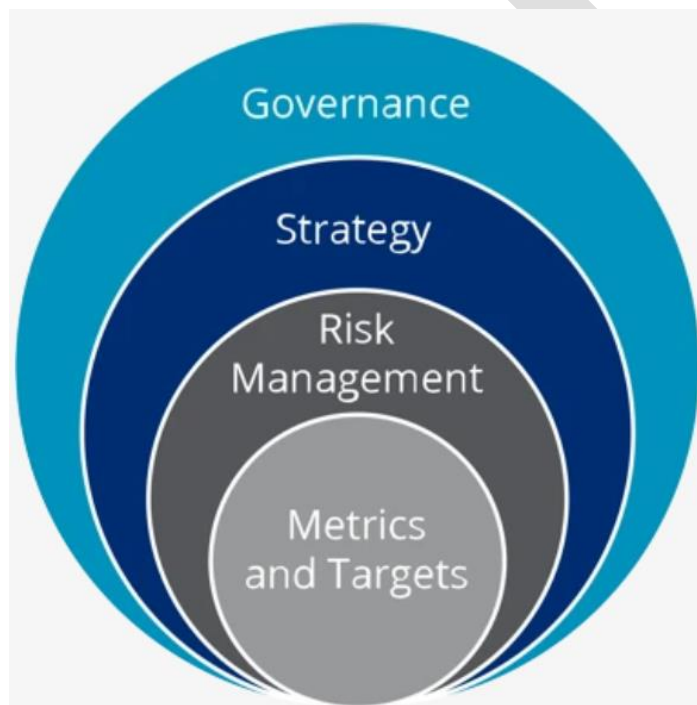 Governance
Strategy
Risk
Management
Metrics
and Targets